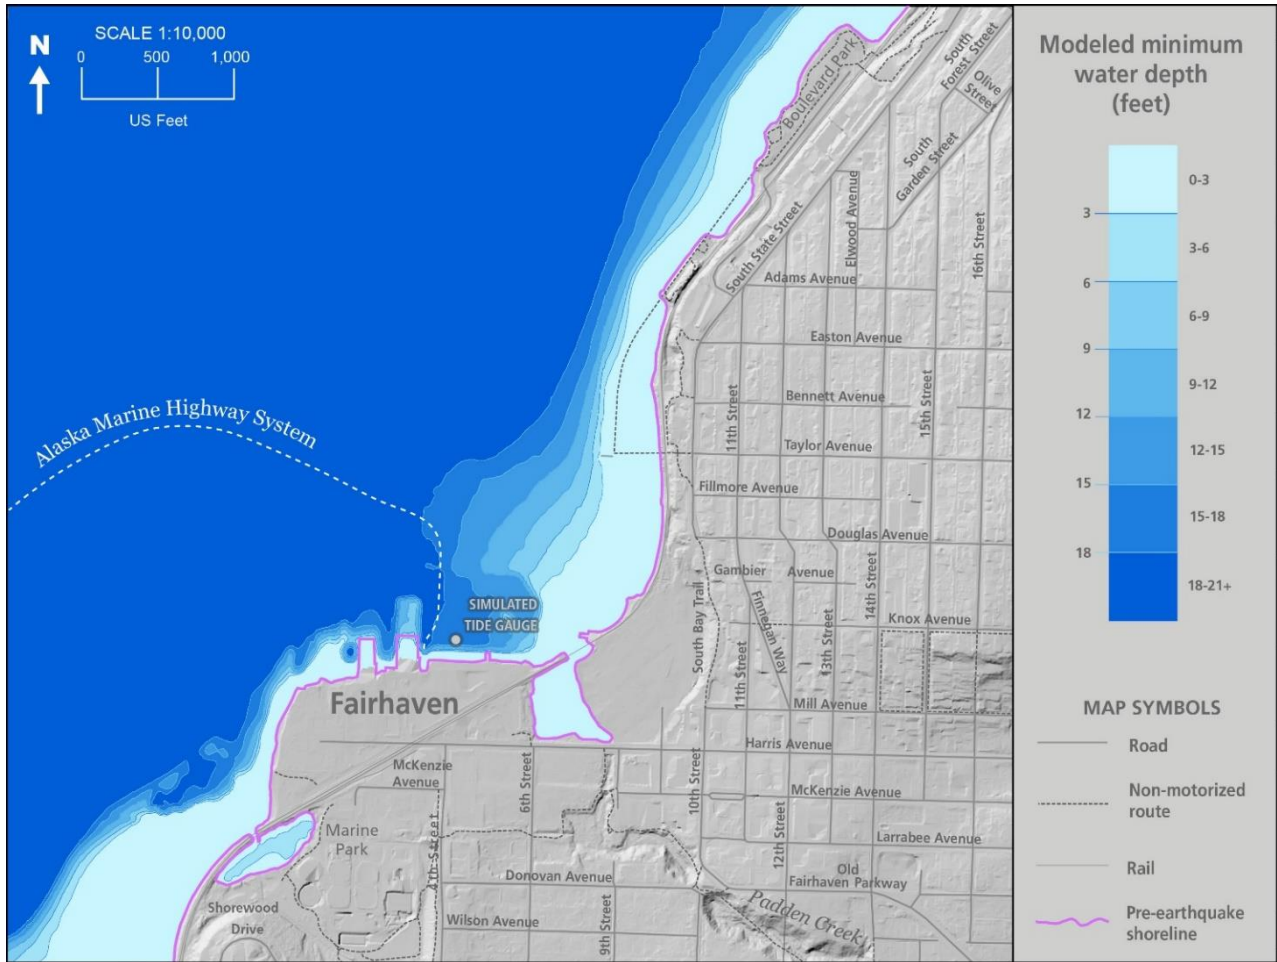 N
SCALE 1:10,000
0 500 1,000
US Feet
Boulevard Park
South
Forest Street
Olive
Street
South
Garden Street
Elwood Avenue
South State Street
16th Street
Adams Avenue
Easton Avenue
11th Street
Bennett Avenue
15th Street
Taylor Avenue
Fillmore Avenue
Douglas Avenue
Alaska Marine Highway System
SIMULATED
TIDE GAUGE
South Bay Trail
Gambier Avenue
Finnegan Way
13th Street
14th Street
Knox Avenue
11th Street
Mill Avenue
Fairhaven
Harris Avenue
McKenzie
Avenue
6th Street
10th Street
McKenzie Avenue
12th Street
Larrabee Avenue
Marine
Park
4th Street
Donovan Avenue
Old
Fairhaven Parkway
Shorewood
Drive
Wilson Avenue
9th Street
Padden Creek
Modeled minimum
water depth
(feet)
0-3
3
3-6
6
6-9
9
9-12
12
12-15
15
15-18
18
18-21+
MAP SYMBOLS
Road
Non-motorized
route
Rail
Pre-earthquake
shoreline